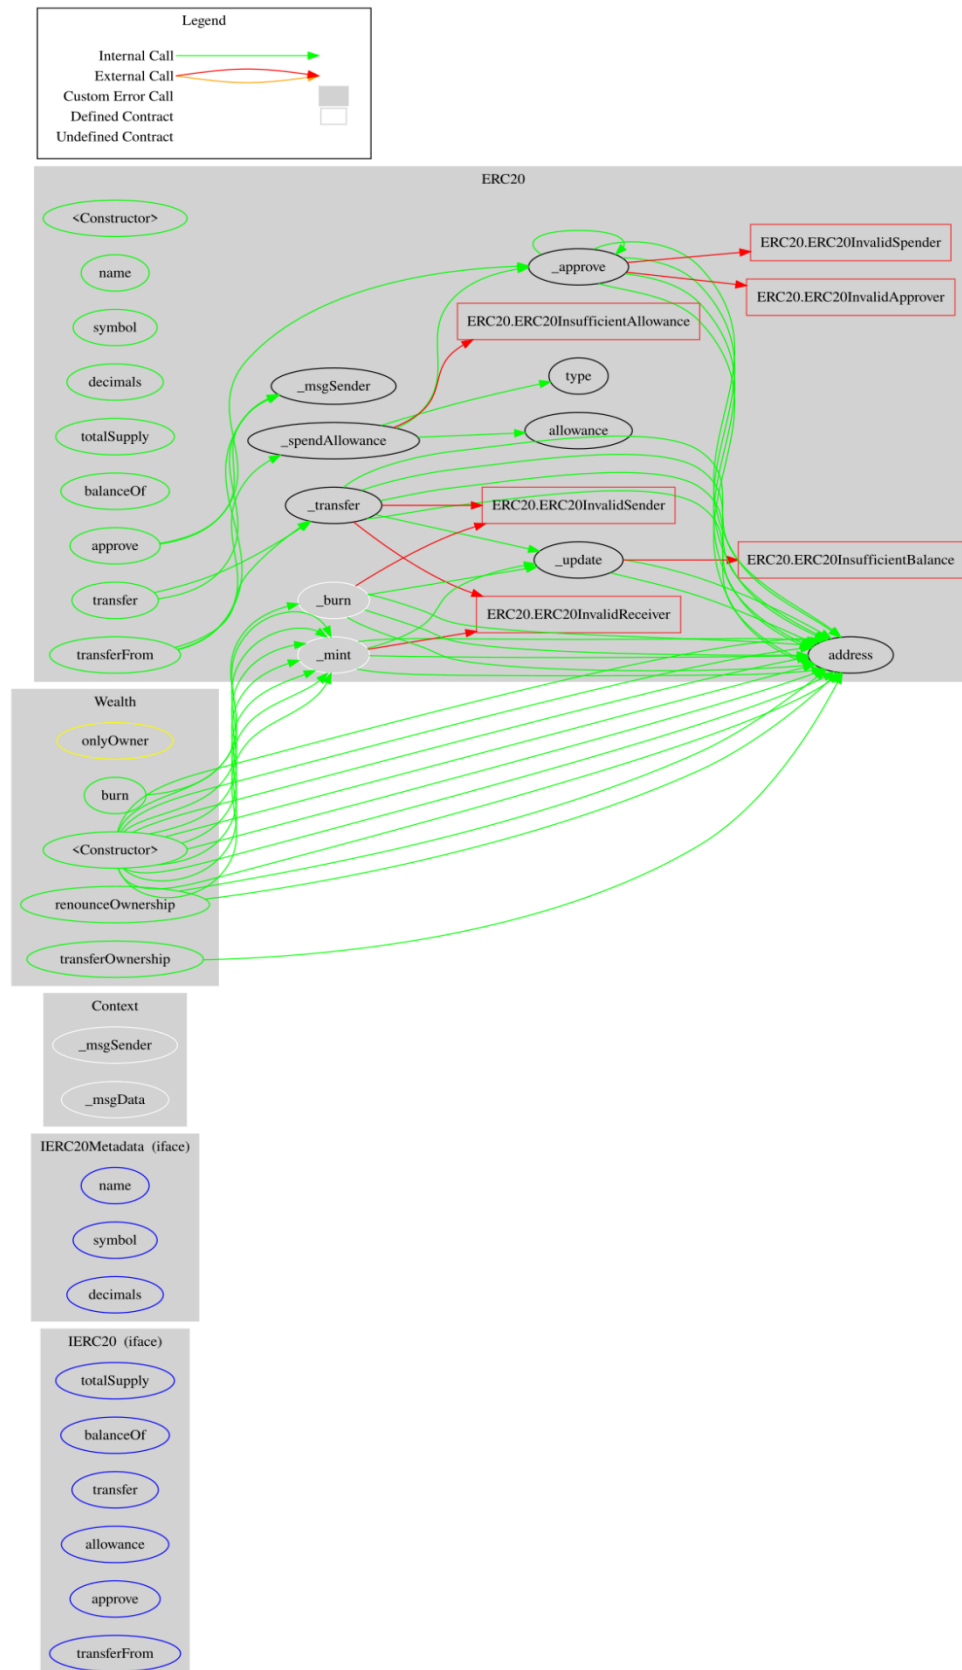 Legend
Internal Call
External Call
Custom Error Call
Defined Contract
Undefined Contract
ERC20
<Constructor>
name
symbol
decimals
totalSupply
balanceOf
approve
transfer
transferFrom
_msgSender
_spendAllowance
_transfer
_burn
_mint
_approve
ERC20.ERC20InsufficientAllowance
type
allowance
ERC20.ERC20InvalidSender
_update
ERC20.ERC20InvalidReceiver
ERC20.ERC20InvalidSpender
ERC20.ERC20InvalidApprover
ERC20.ERC20InsufficientBalance
address
Wealth
onlyOwner
burn
<Constructor>
renounceOwnership
transferOwnership
Context
_msgSender
_msgData
IERC20Metadata (iface)
name
symbol
decimals
IERC20 (iface)
totalSupply
balanceOf
transfer
allowance
approve
transferFrom